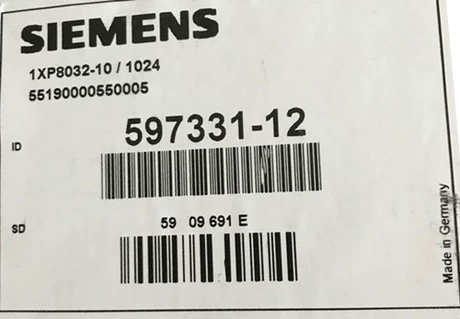 SIEMENS
1XP8032-10 / 1024
55190000550005
ID 597331-12
SD 59 09 691 E
Made in Germany